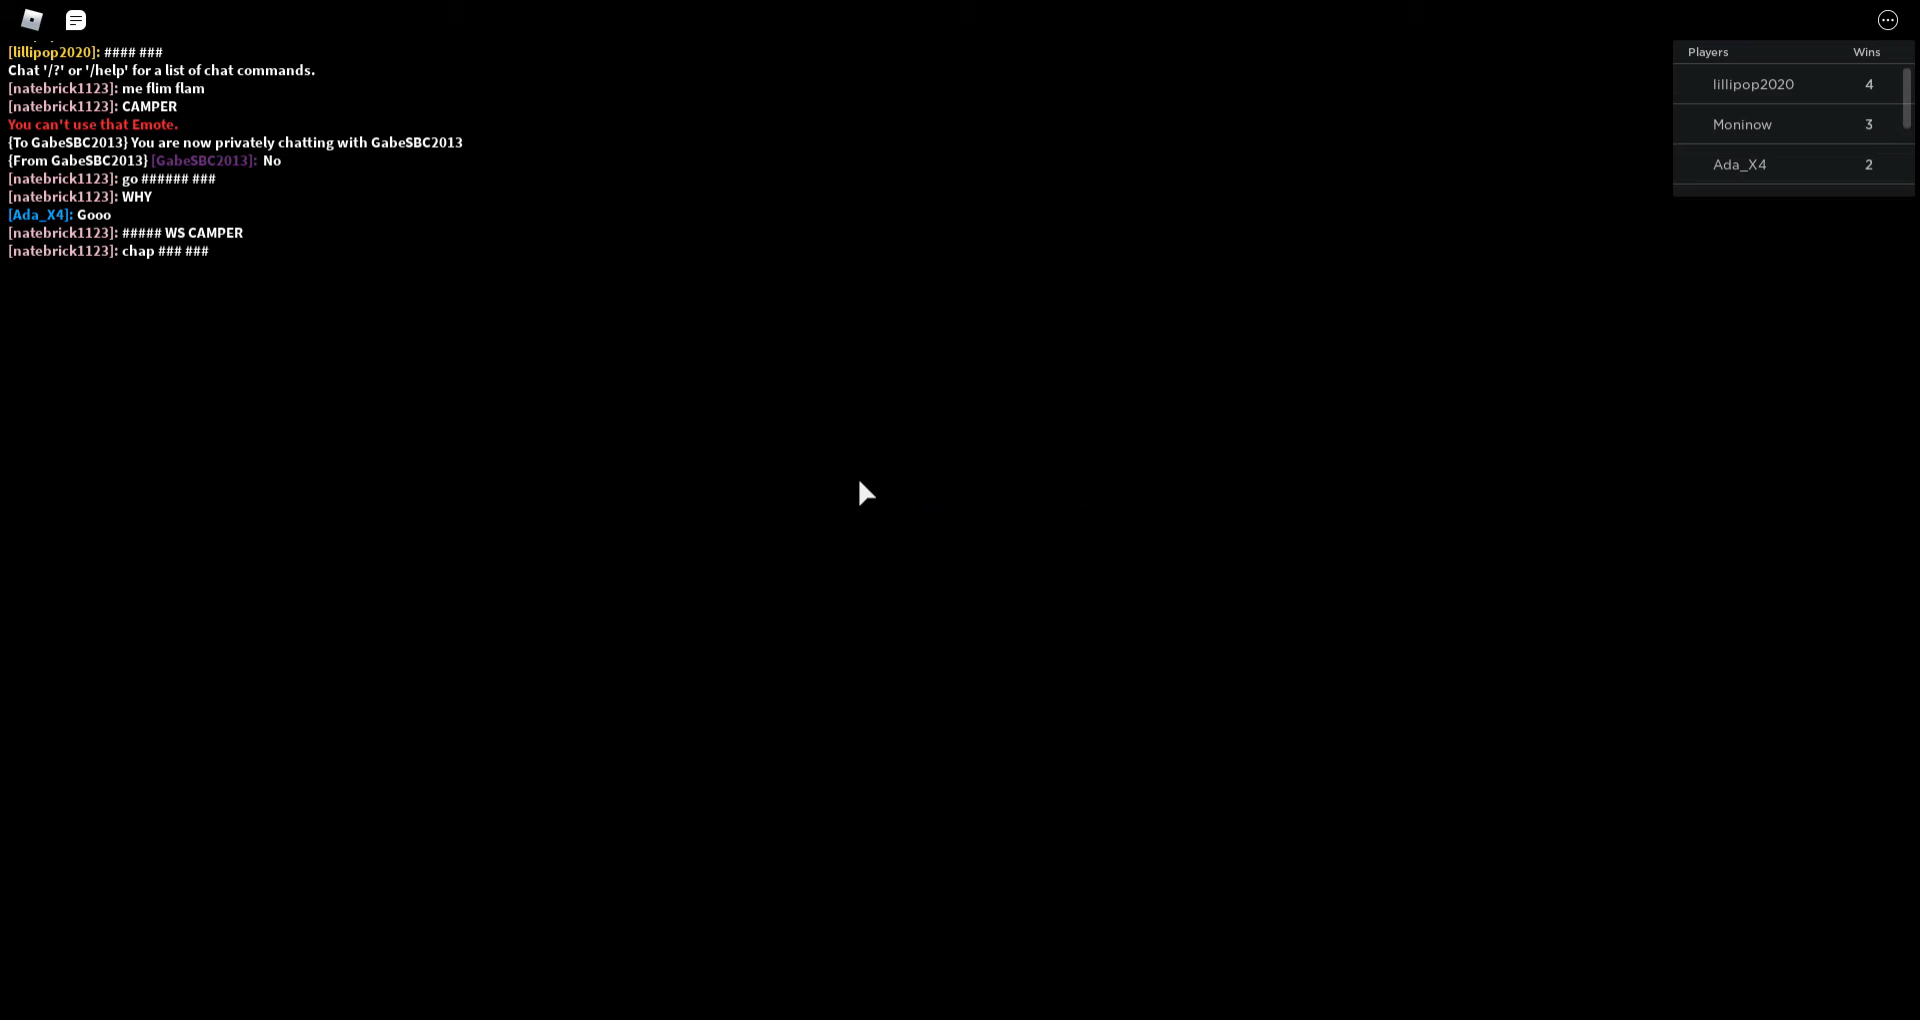 [lillipop2020]: #### ###
Chat '/?' or '/help' for a list of chat commands.
[natebrick1123]: me flim flam
[natebrick1123]: CAMPER
You can't use that Emote.
{To GabeSBC2013} You are now privately chatting with GabeSBC2013
{From GabeSBC2013} [GabeSBC2013]: No
[natebrick1123]: go ###### ###
[natebrick1123]: WHY
[Ada_X4]: Gooo
[natebrick1123]: ##### WS CAMPER
[natebrick1123]: chap ### ###
Players Wins
lillipop2020 4
Moninow 3
Ada_X4 2